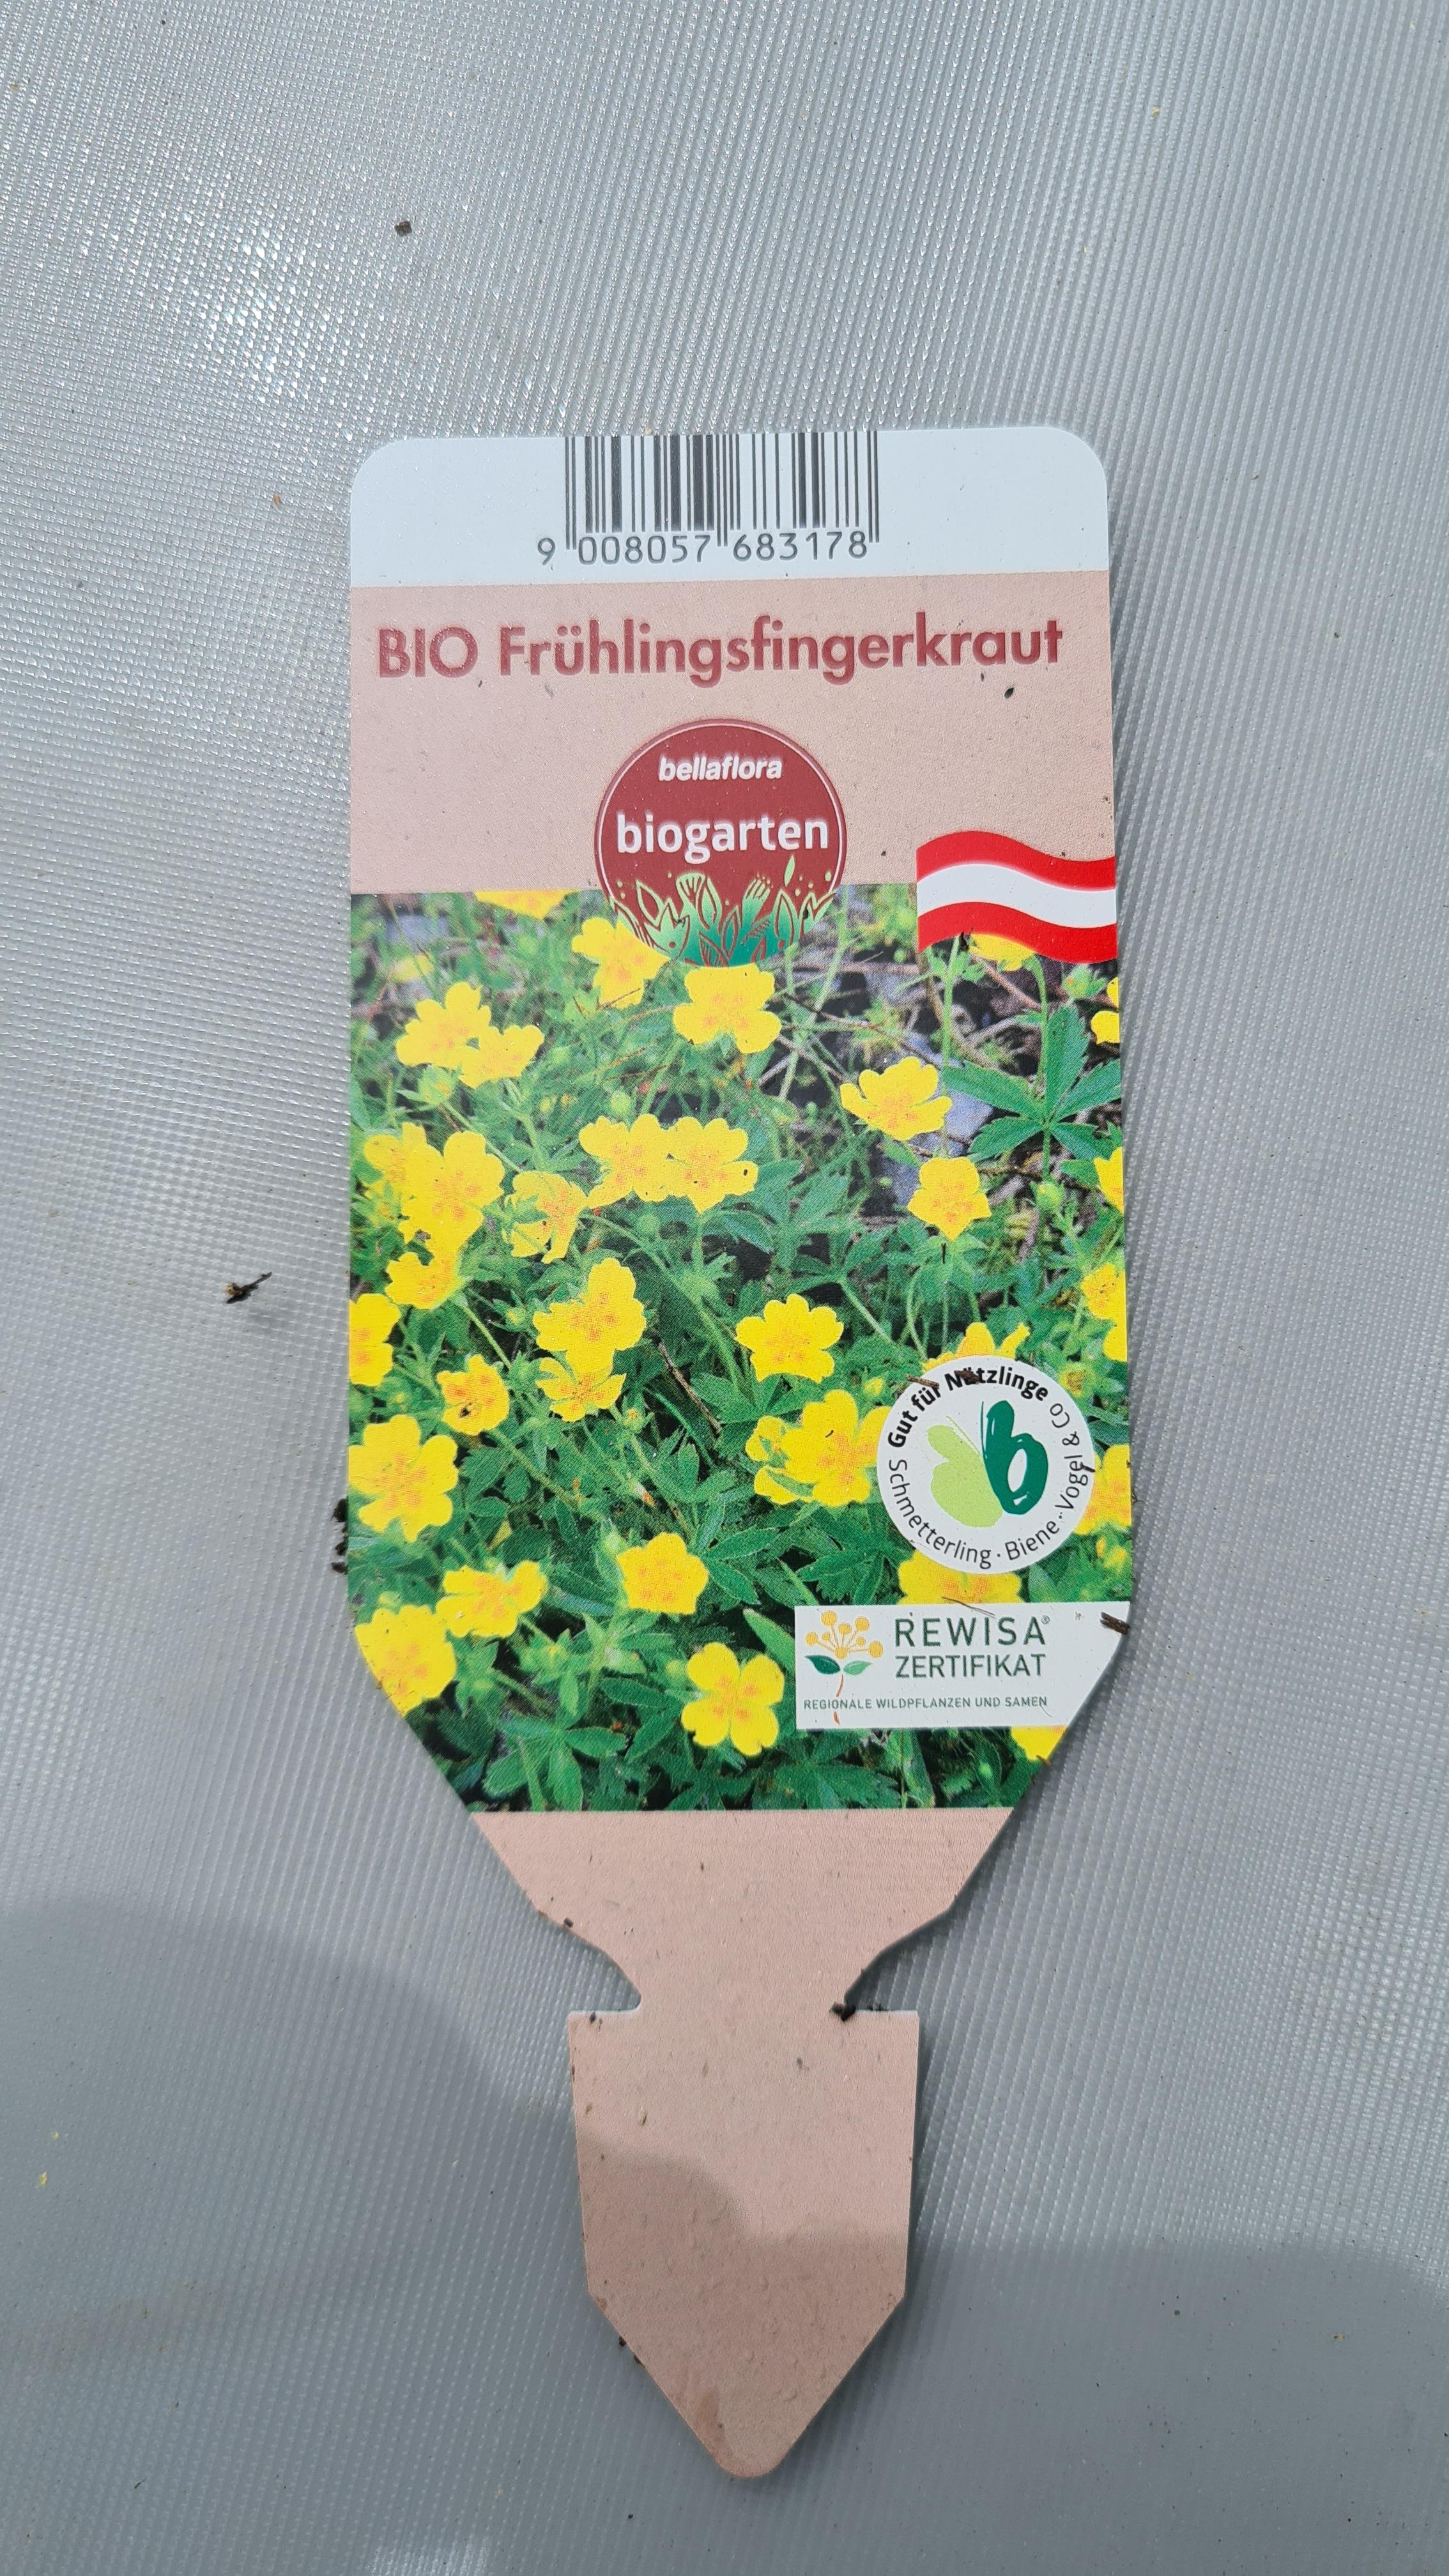 9 008057 683178
BIO Frühlingsfingerkraut
bellaflora
biogarten
Gut für Nützlinge
Schmetterling · Biene · Vogel & Co
b
REWISA®
ZERTIFIKAT
REGIONALE WILDPFLANZEN UND SAMEN